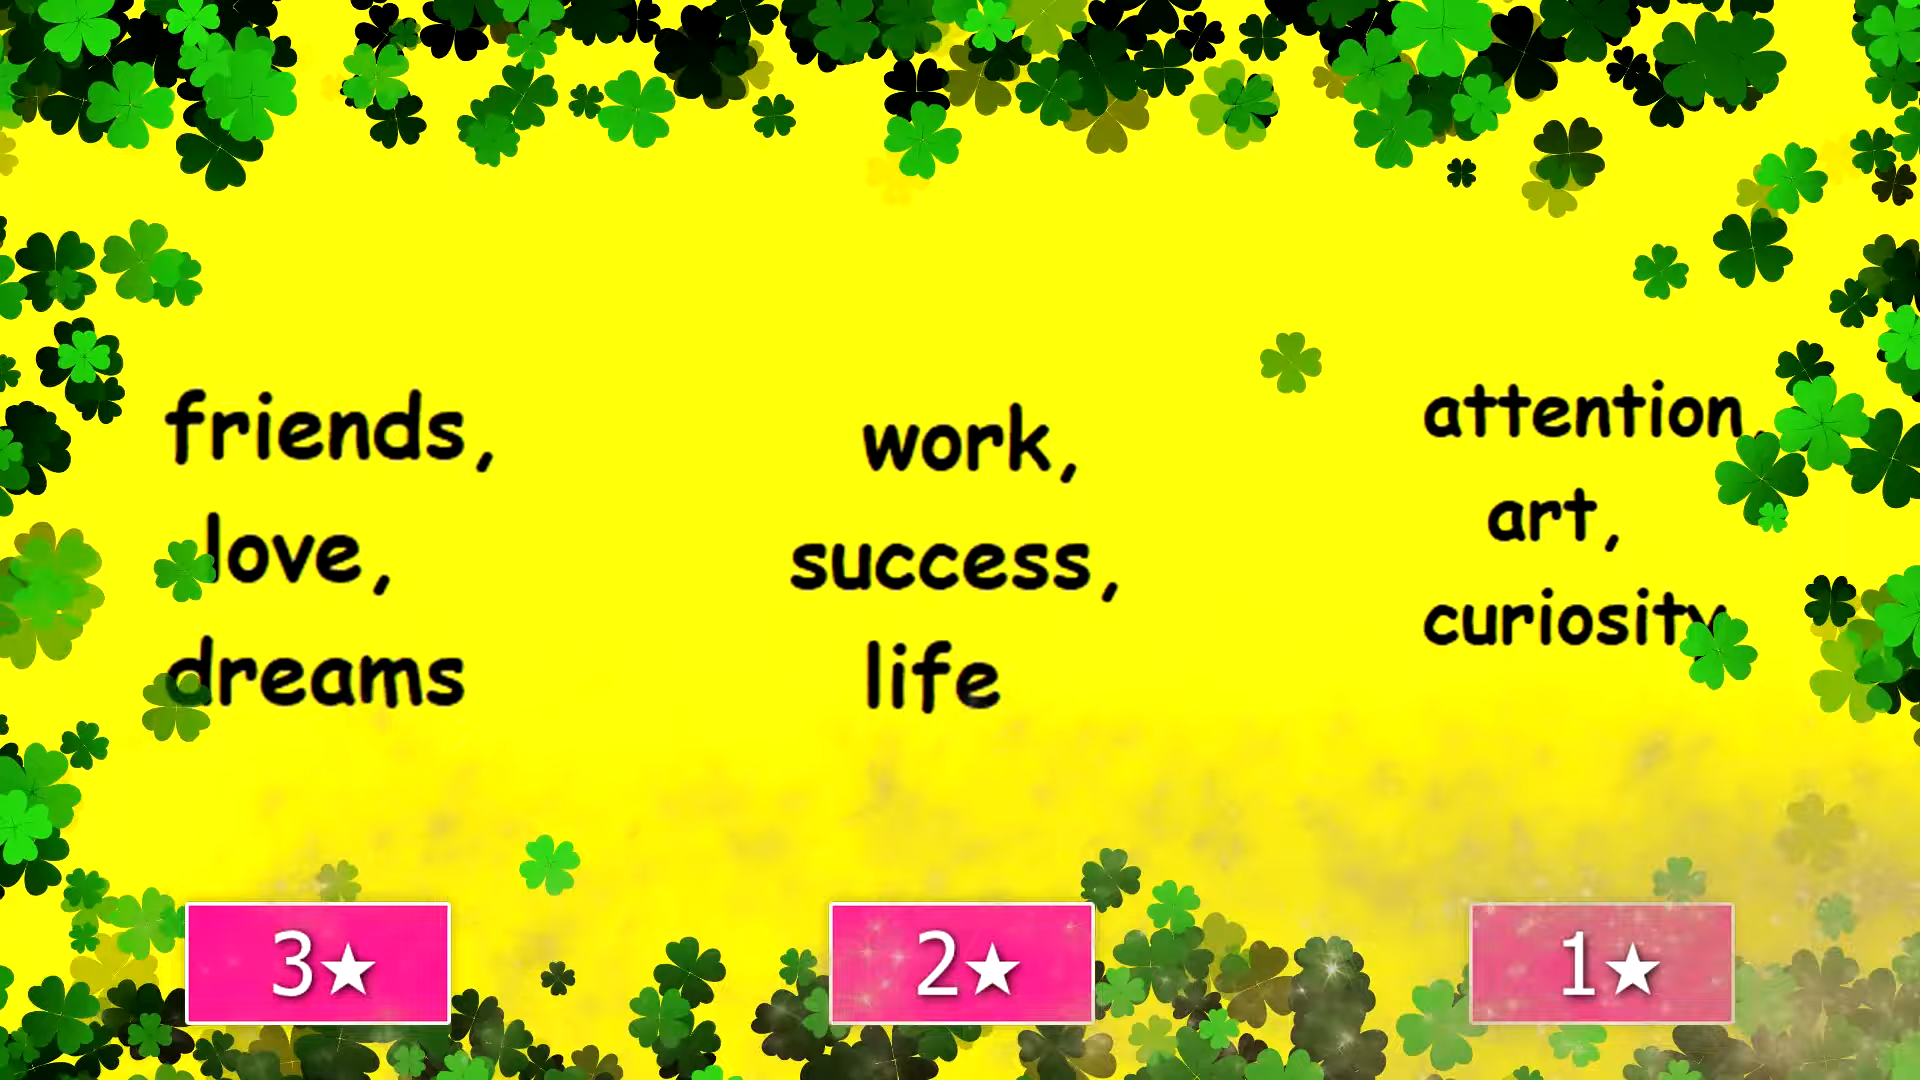 friends,
love,
dreams
work,
success,
life
attention,
art,
curiosity
3★
2★
1★